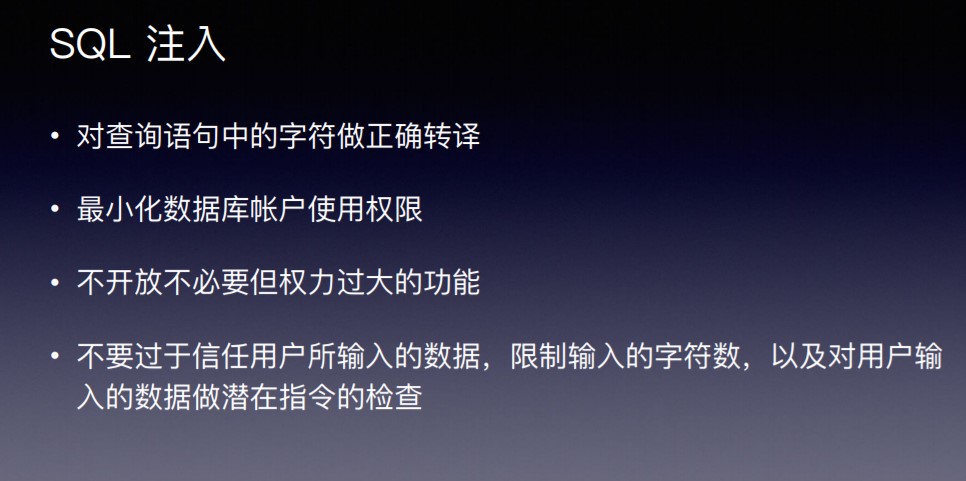 SQL 注入
• 对查询语句中的字符做正确转译
• 最小化数据库帐户使用权限
• 不开放不必要但权力过大的功能
• 不要过于信任用户所输入的数据，限制输入的字符数，以及对用户输
入的数据做潜在指令的检查